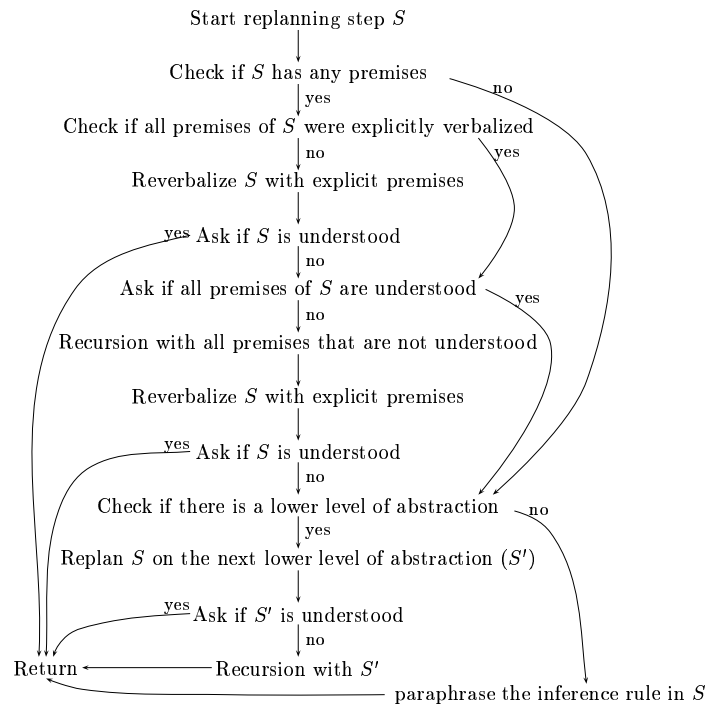 Start replanning step S
Check if S has any premises
no
yes
Check if all premises of S were explicitly verbalized
no
yes
Reverbalize S with explicit premises
yes
Ask if S is understood
no
Ask if all premises of S are understood
yes
no
Recursion with all premises that are not understood
Reverbalize S with explicit premises
yes
Ask if S is understood
no
Check if there is a lower level of abstraction
no
yes
Replan S on the next lower level of abstraction (S′)
yes
Ask if S′ is understood
no
Return
Recursion with S′
paraphrase the inference rule in S